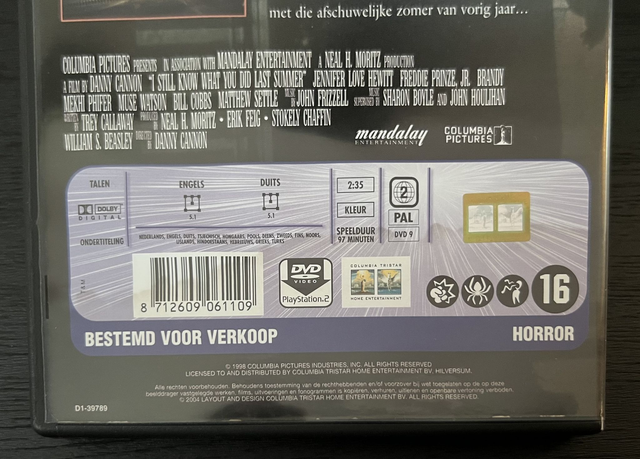 met die afschuwelijke zomer van vorig jaar…
COLUMBIA PICTURES PRESENTS IN ASSOCIATION WITH MANDALAY ENTERTAINMENT A NEAL H. MORITZ PRODUCTION
A FILM BY DANNY CANNON "I STILL KNOW WHAT YOU DID LAST SUMMER" JENNIFER LOVE HEWITT FREDDIE PRINZE, JR. BRANDY
MEKHI PHIFER MUSE WATSON BILL COBBS MATTHEW SETTLE MUSIC BY JOHN FRIZZELL MUSIC SUPERVISED BY SHARON BOYLE AND JOHN HOULIHAN
WRITTEN BY TREY CALLAWAY PRODUCED BY NEAL H. MORITZ • ERIK FEIG • STOKELY CHAFFIN
WILLIAM S. BEASLEY DIRECTED BY DANNY CANNON
mandalay
ENTERTAINMENT
COLUMBIA
PICTURES
TALEN
ENGELS
DUITS
2:35
2
DOLBY
DIGITAL
5.1
5.1
KLEUR
PAL
ONDERTITELING
NEDERLANDS, ENGELS, DUITS, TSJECHISCH, HONGAARS, POOLS, DEENS, ZWEEDS, FINS, NOORS,
IJSLANDS, HINDOESTAANS, HEBREEUWS, GRIEKS, TURKS
SPEELDUUR
97 MINUTEN
DVD 9
8 712609 061109
DVD
VIDEO
PlayStation.2
COLUMBIA TRISTAR
HOME ENTERTAINMENT
16
BESTEMD VOOR VERKOOP
HORROR
© 1998 COLUMBIA PICTURES INDUSTRIES, INC. ALL RIGHTS RESERVED
LICENSED TO AND DISTRIBUTED BY COLUMBIA TRISTAR HOME ENTERTAINMENT BV, HILVERSUM.
Alle rechten voorbehouden. Behoudens toestemming van de rechthebbenden en/of voorzover bij wet toegelaten op de op deze
beelddrager vastgelegde werken, films, uitvoeringen en fonogrammen is kopiëren, verhuren, uitlenen en openbare vertoning verboden.
© 2004 LAYOUT AND DESIGN COLUMBIA TRISTAR HOME ENTERTAINMENT BV. ALL RIGHTS RESERVED.
D1-39789